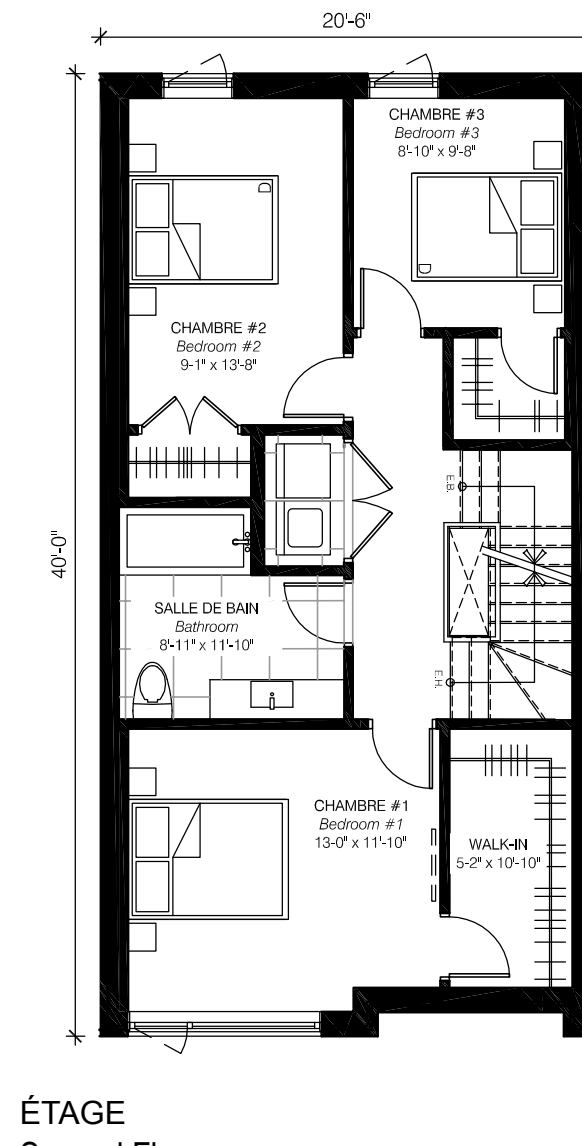 20'-6"
CHAMBRE #3
Bedroom #3
8'-10" x 9'-8"
CHAMBRE #2
Bedroom #2
9'-1" x 13'-8"
E.B.
40'-0"
SALLE DE BAIN
Bathroom
8'-11" x 11'-10"
E.H.
CHAMBRE #1
Bedroom #1
13'-0" x 11'-10"
WALK-IN
5'-2" x 10'-10"
ÉTAGE